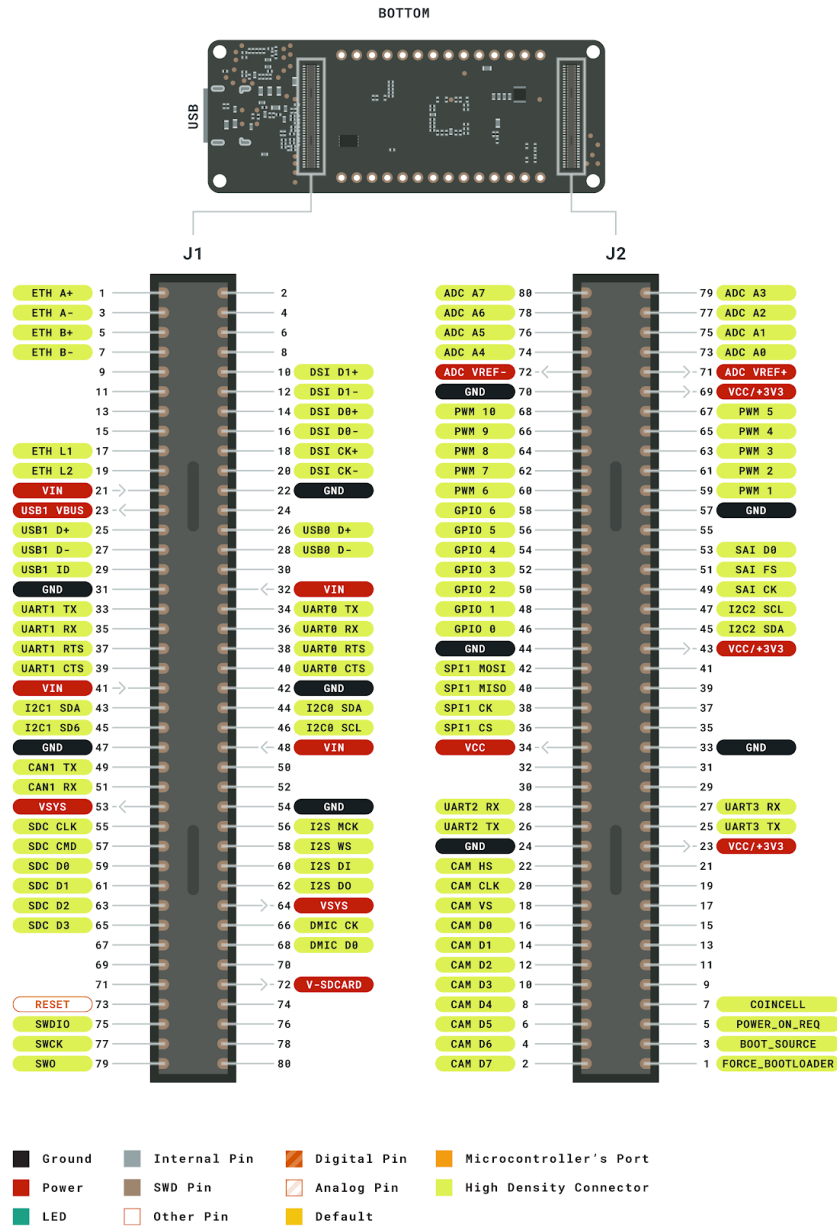 BOTTOM
USB
J1 J2
ETH A+ 1 2 ADC A7 80 79 ADC A3
ETH A- 3 4 ADC A6 78 77 ADC A2
ETH B+ 5 6 ADC A5 76 75 ADC A1
ETH B- 7 8 ADC A4 74 73 ADC A0
9 10 DSI D1+ ADC VREF- 72 71 ADC VREF+
11 12 DSI D1- GND 70 69 VCC/+3V3
13 14 DSI D0+ PWM 10 68 67 PWM 5
15 16 DSI D0- PWM 9 66 65 PWM 4
ETH L1 17 18 DSI CK+ PWM 8 64 63 PWM 3
ETH L2 19 20 DSI CK- PWM 7 62 61 PWM 2
VIN 21 22 GND PWM 6 60 59 PWM 1
USB1 VBUS 23 24 GPIO 6 58 57 GND
USB1 D+ 25 26 USB0 D+ GPIO 5 56 55
USB1 D- 27 28 USB0 D- GPIO 4 54 53 SAI D0
USB1 ID 29 30 GPIO 3 52 51 SAI FS
GND 31 32 VIN GPIO 2 50 49 SAI CK
UART1 TX 33 34 UART0 TX GPIO 1 48 47 I2C2 SCL
UART1 RX 35 36 UART0 RX GPIO 0 46 45 I2C2 SDA
UART1 RTS 37 38 UART0 RTS GND 44 43 VCC/+3V3
UART1 CTS 39 40 UART0 CTS SPI1 MOSI 42 41
VIN 41 42 GND SPI1 MISO 40 39
I2C1 SDA 43 44 I2C0 SDA SPI1 CK 38 37
I2C1 SD6 45 46 I2C0 SCL SPI1 CS 36 35
GND 47 48 VIN VCC 34 33 GND
CAN1 TX 49 50 32 31
CAN1 RX 51 52 30 29
VSYS 53 54 GND UART2 RX 28 27 UART3 RX
SDC CLK 55 56 I2S MCK UART2 TX 26 25 UART3 TX
SDC CMD 57 58 I2S WS GND 24 23 VCC/+3V3
SDC D0 59 60 I2S DI CAM HS 22 21
SDC D1 61 62 I2S DO CAM CLK 20 19
SDC D2 63 64 VSYS CAM VS 18 17
SDC D3 65 66 DMIC CK CAM D0 16 15
67 68 DMIC D0 CAM D1 14 13
69 70 CAM D2 12 11
71 72 V-SDCARD CAM D3 10 9
RESET 73 74 CAM D4 8 7 COINCELL
SWDIO 75 76 CAM D5 6 5 POWER_ON_REQ
SWCK 77 78 CAM D6 4 3 BOOT_SOURCE
SWO 79 80 CAM D7 2 1 FORCE_BOOTLOADER
Ground Internal Pin Digital Pin Microcontroller's Port
Power SWD Pin Analog Pin High Density Connector
LED Other Pin Default